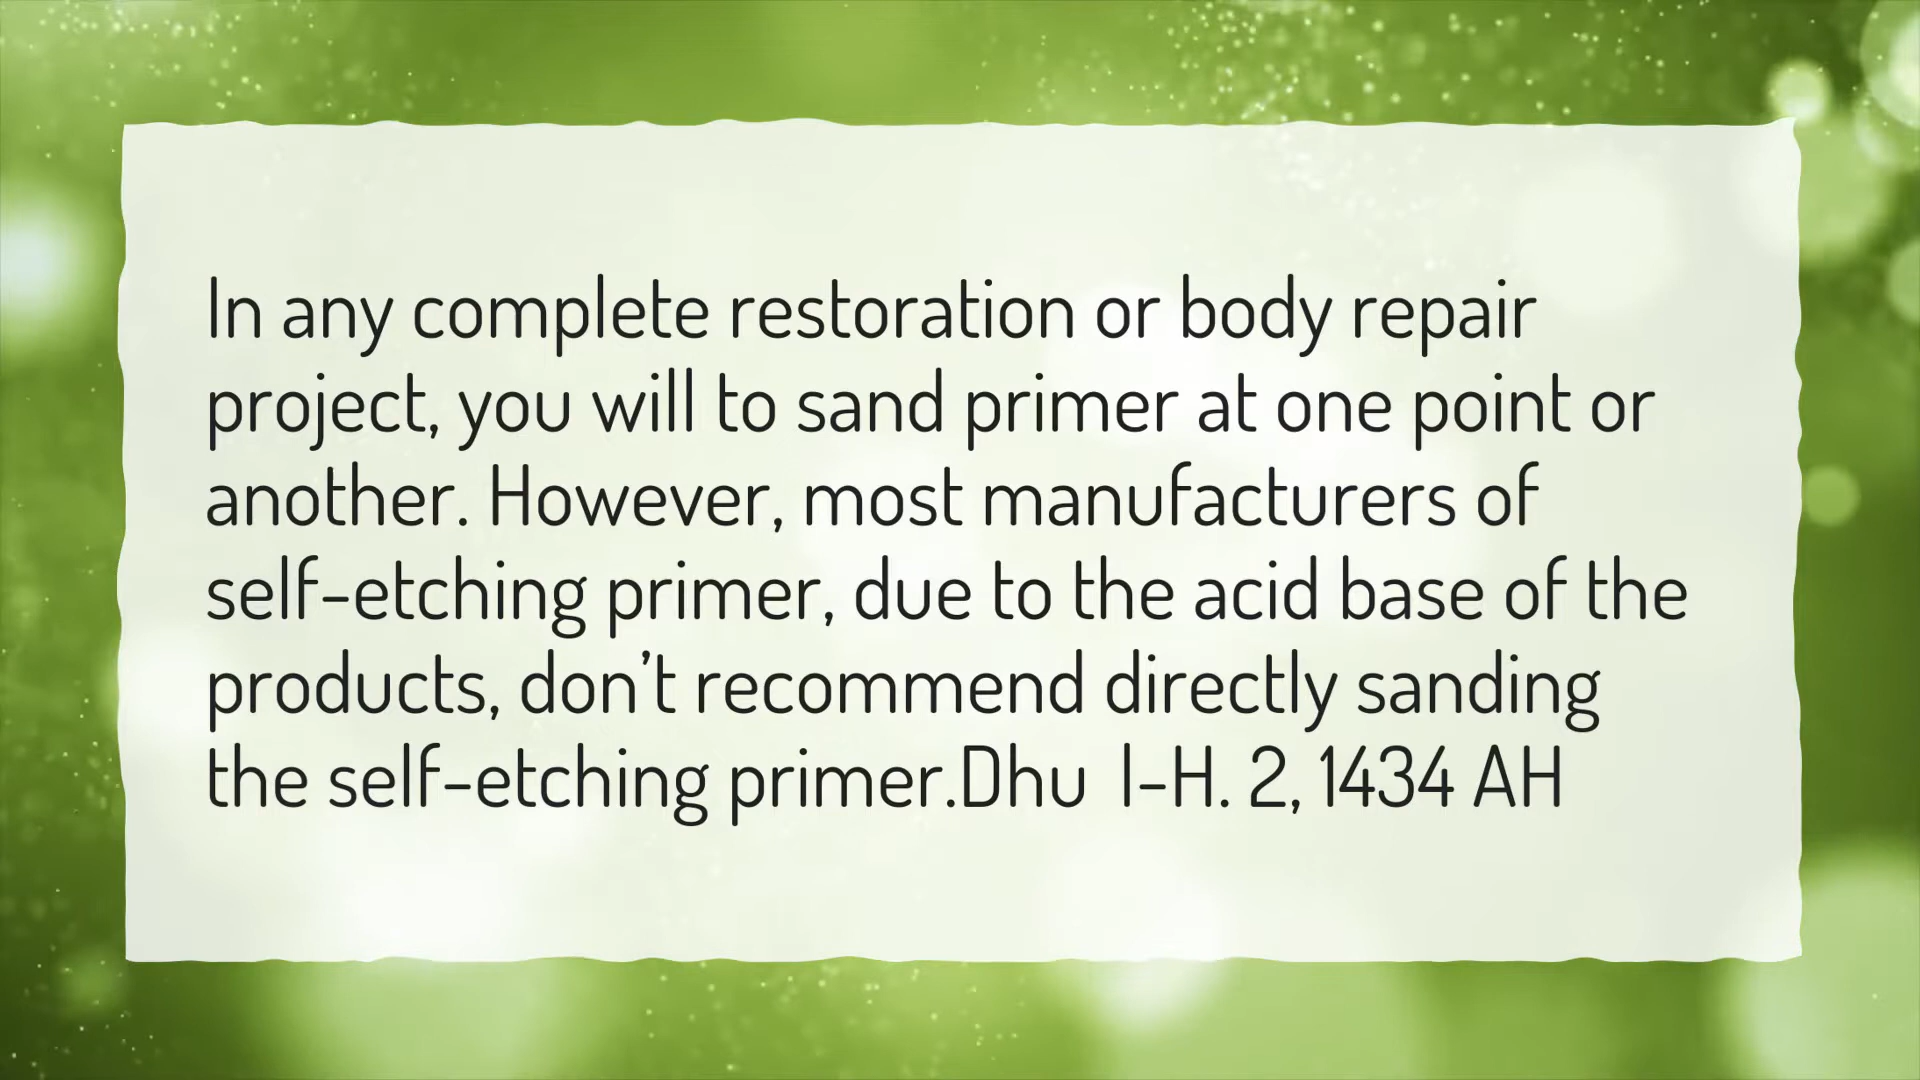 In any complete restoration or body repair
project, you will to sand primer at one point or
another. However, most manufacturers of
self-etching primer, due to the acid base of the
products, don’t recommend directly sanding
the self-etching primer.Dhu l-H. 2, 1434 AH